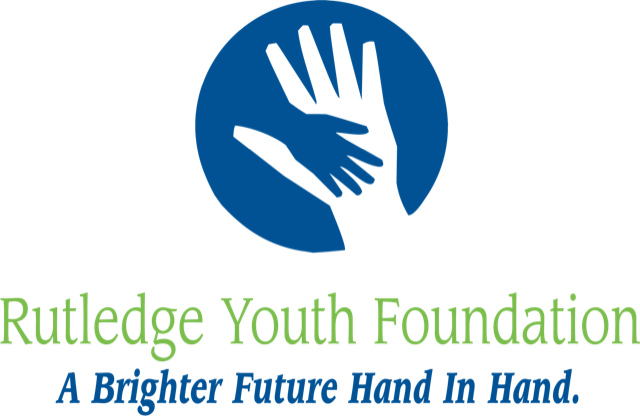 Rutledge Youth Foundation
A Brighter Future Hand In Hand.